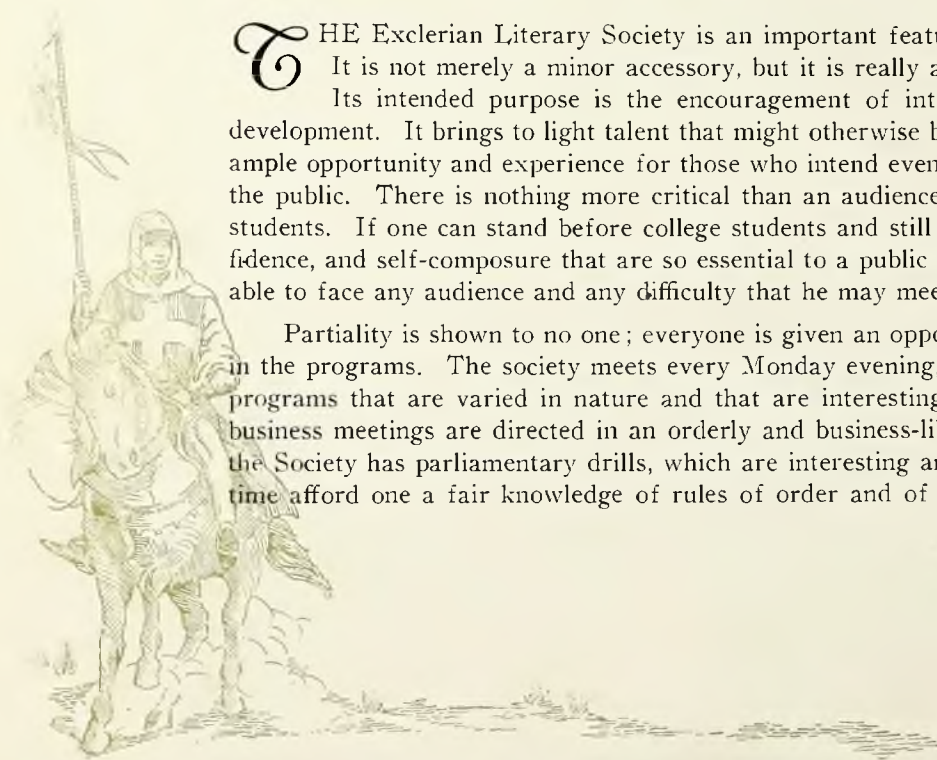 THE Exclerian Literary Society is an important featu
It is not merely a minor accessory, but it is really a
Its intended purpose is the encouragement of int
development. It brings to light talent that might otherwise b
ample opportunity and experience for those who intend even
the public. There is nothing more critical than an audience
students. If one can stand before college students and still
fidence, and self-composure that are so essential to a public
able to face any audience and any difficulty that he may mee
Partiality is shown to no one; everyone is given an oppo
in the programs. The society meets every Monday evening
programs that are varied in nature and that are interesting
business meetings are directed in an orderly and business-li
the Society has parliamentary drills, which are interesting an
time afford one a fair knowledge of rules of order and of